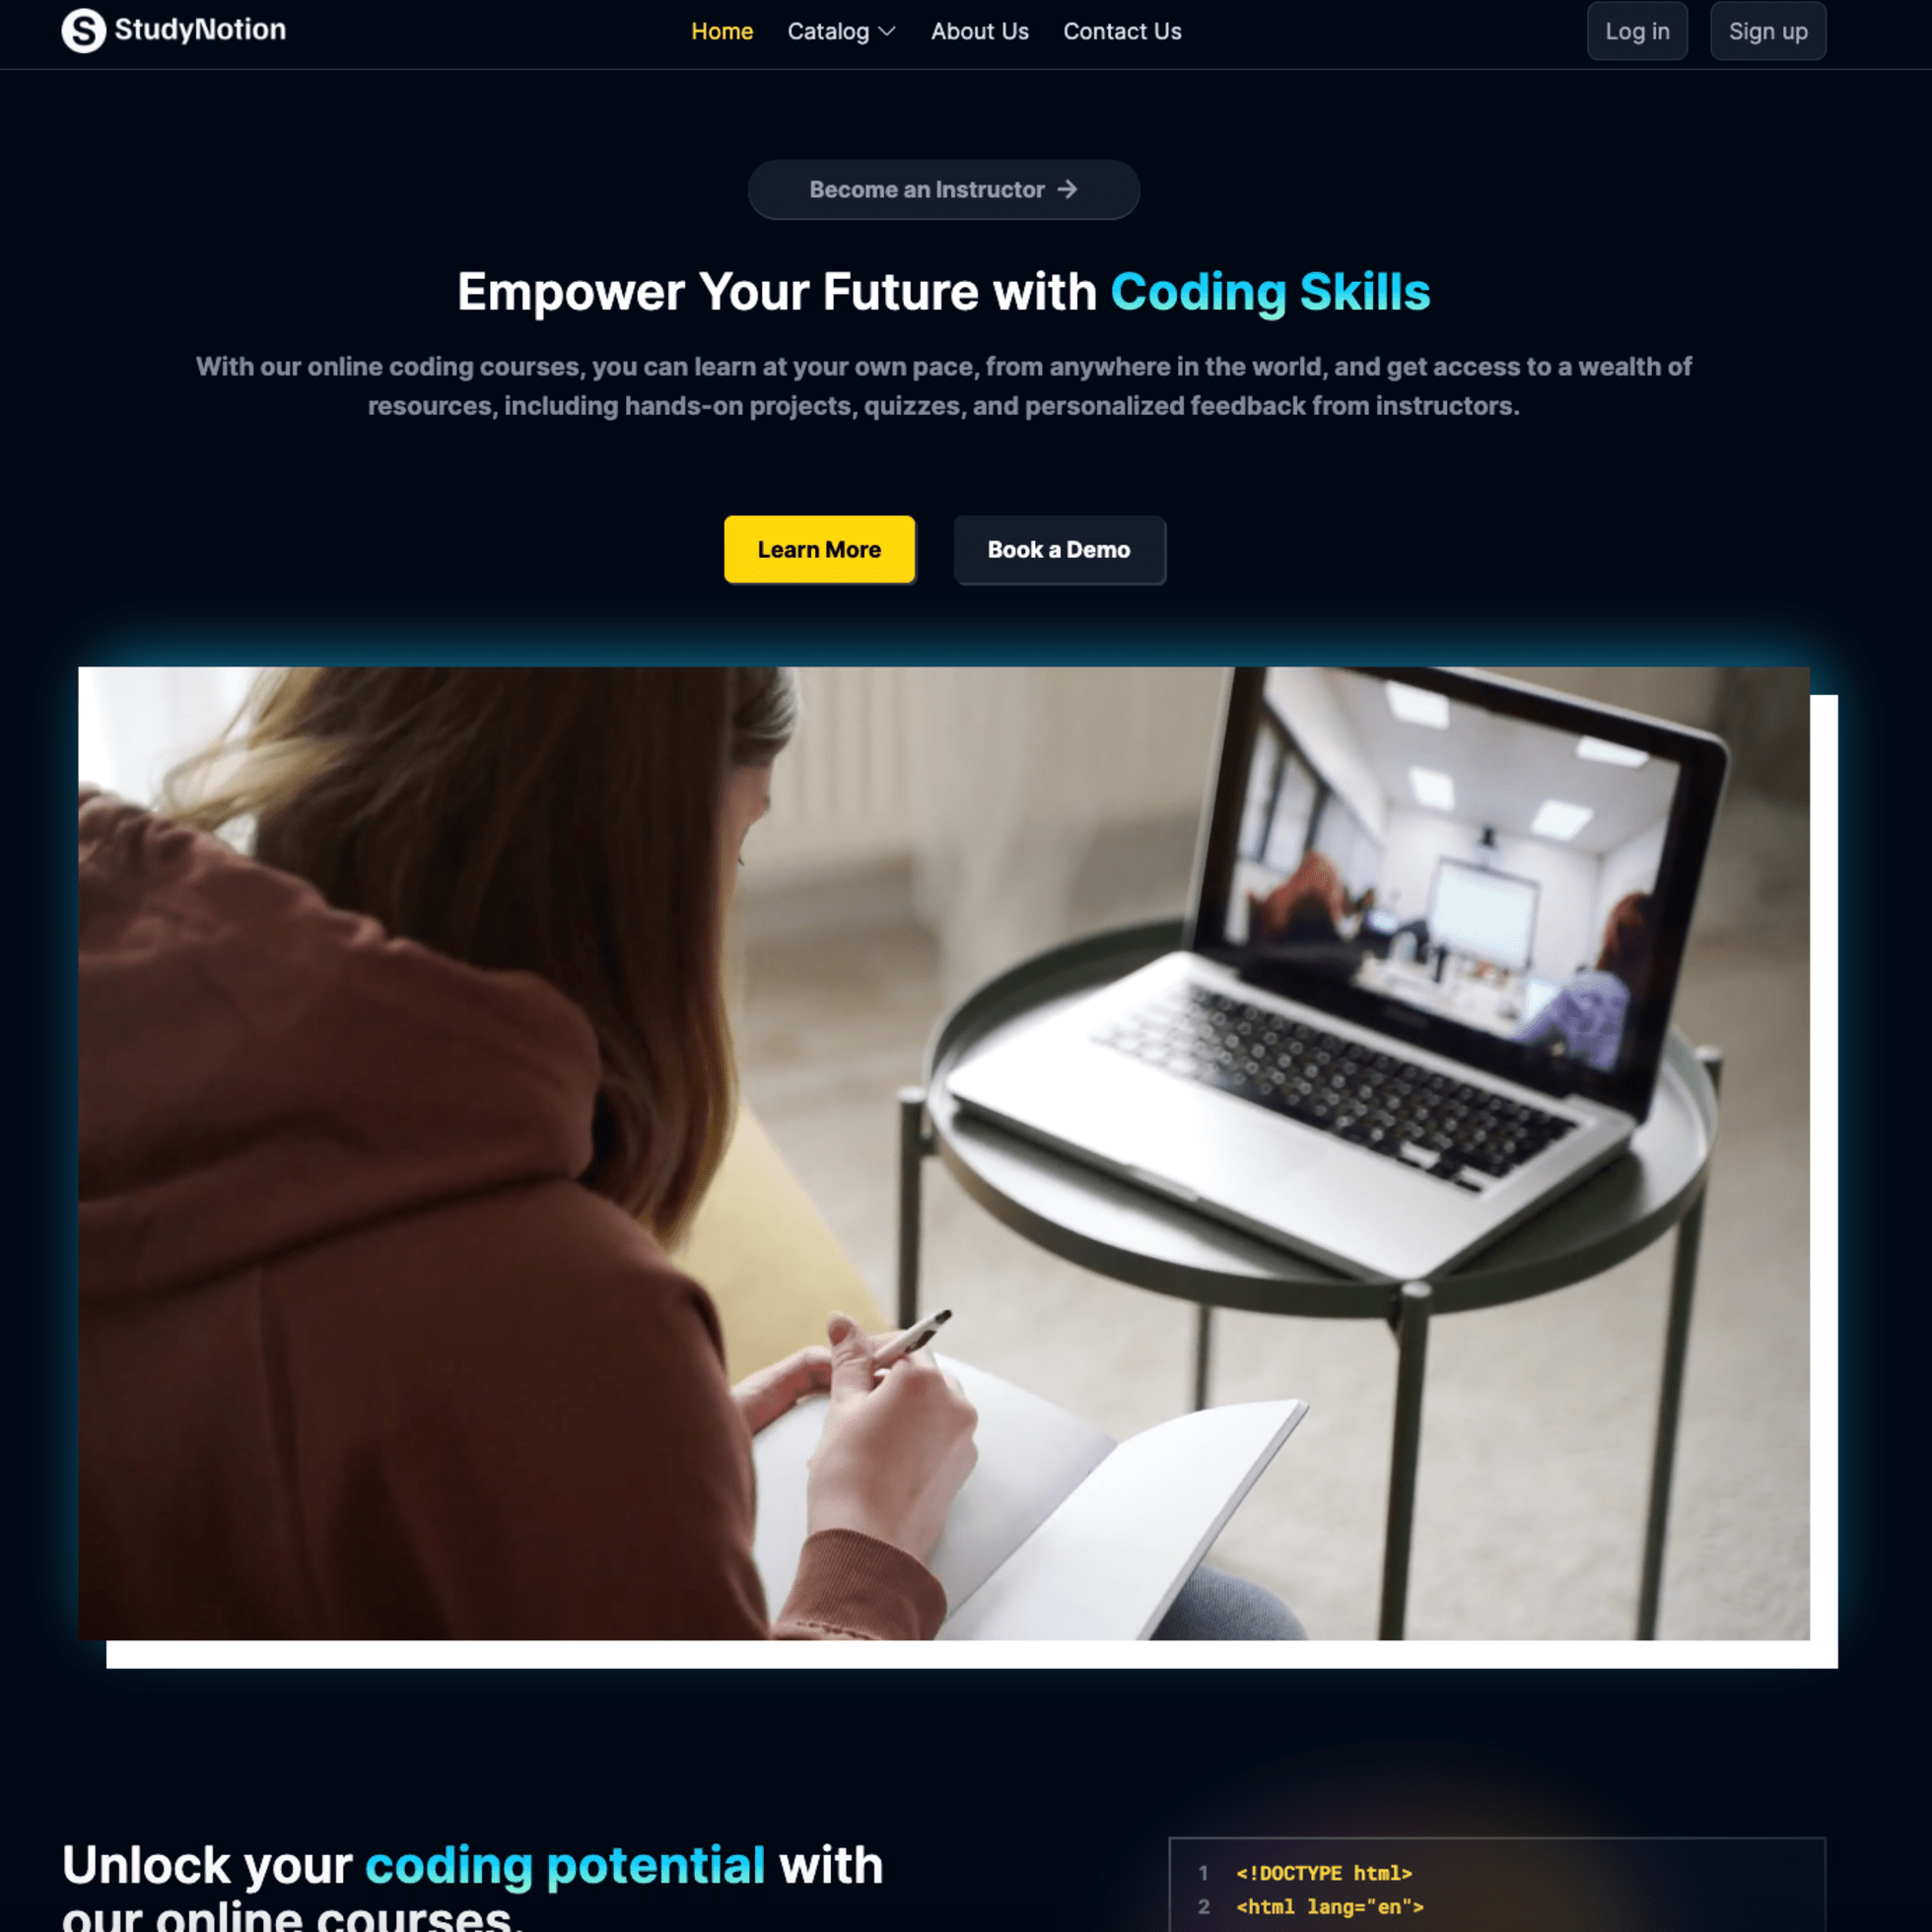 StudyNotion
Home Catalog About Us Contact Us
Log in Sign up
Become an Instructor →
Empower Your Future with Coding Skills
With our online coding courses, you can learn at your own pace, from anywhere in the world, and get access to a wealth of
resources, including hands-on projects, quizzes, and personalized feedback from instructors.
Learn More Book a Demo
Unlock your coding potential with
our online courses.
1 <!DOCTYPE html>
2 <html lang="en">